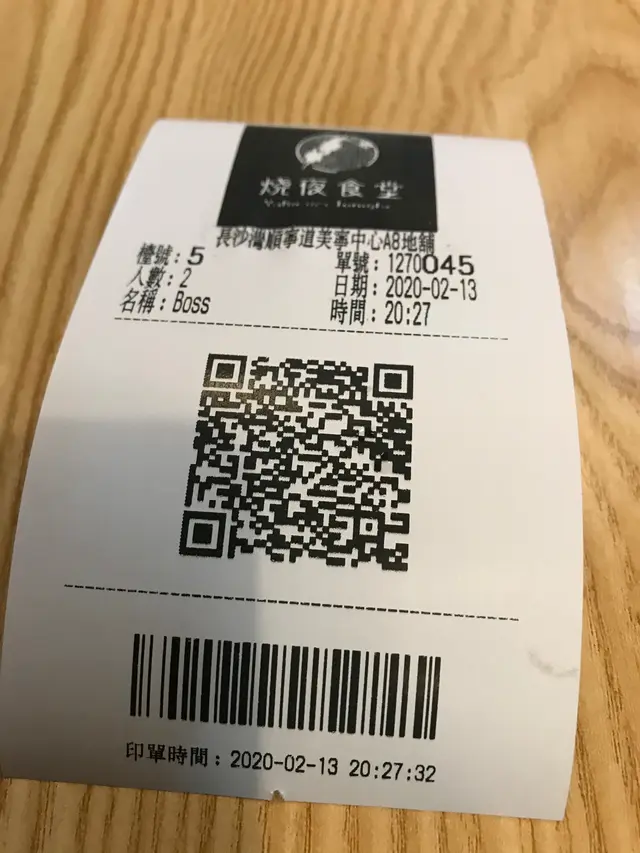 燒夜食堂
長沙灣順寧道美寧中心A8地舖
檯號：5
單號：1270045
人數：2
日期：2020-02-13
名稱：Boss
時間：20:27
印單時間：2020-02-13 20:27:32